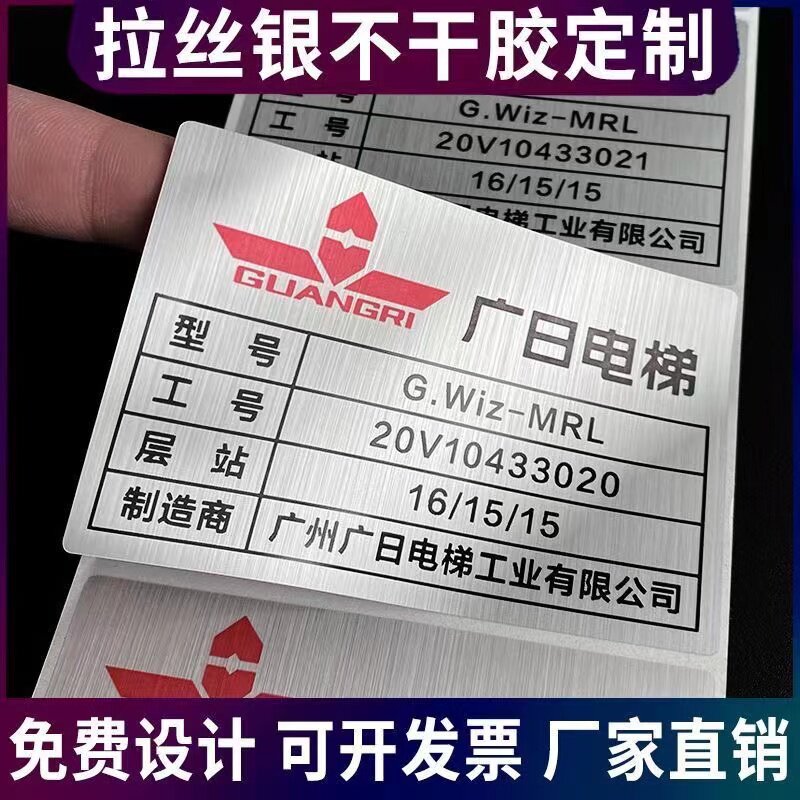 拉丝银不干胶定制
型号 G.Wiz-MRL
工号 20V10433021
16/15/15
电梯工业有限公司
GUANGRI
广日电梯
型号 G.Wiz-MRL
工号 20V10433020
层站 16/15/15
制造商 广州广日电梯工业有限公司
免费设计 可开发票 厂家直销